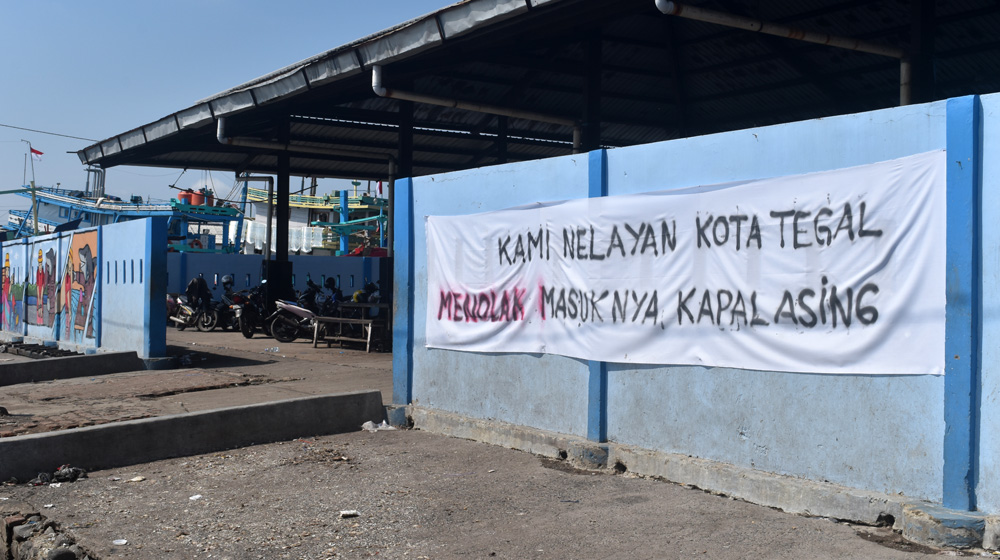 KAMI NELAYAN KOTA TEGAL
MENOLAK MASUKNYA KAPAL ASING